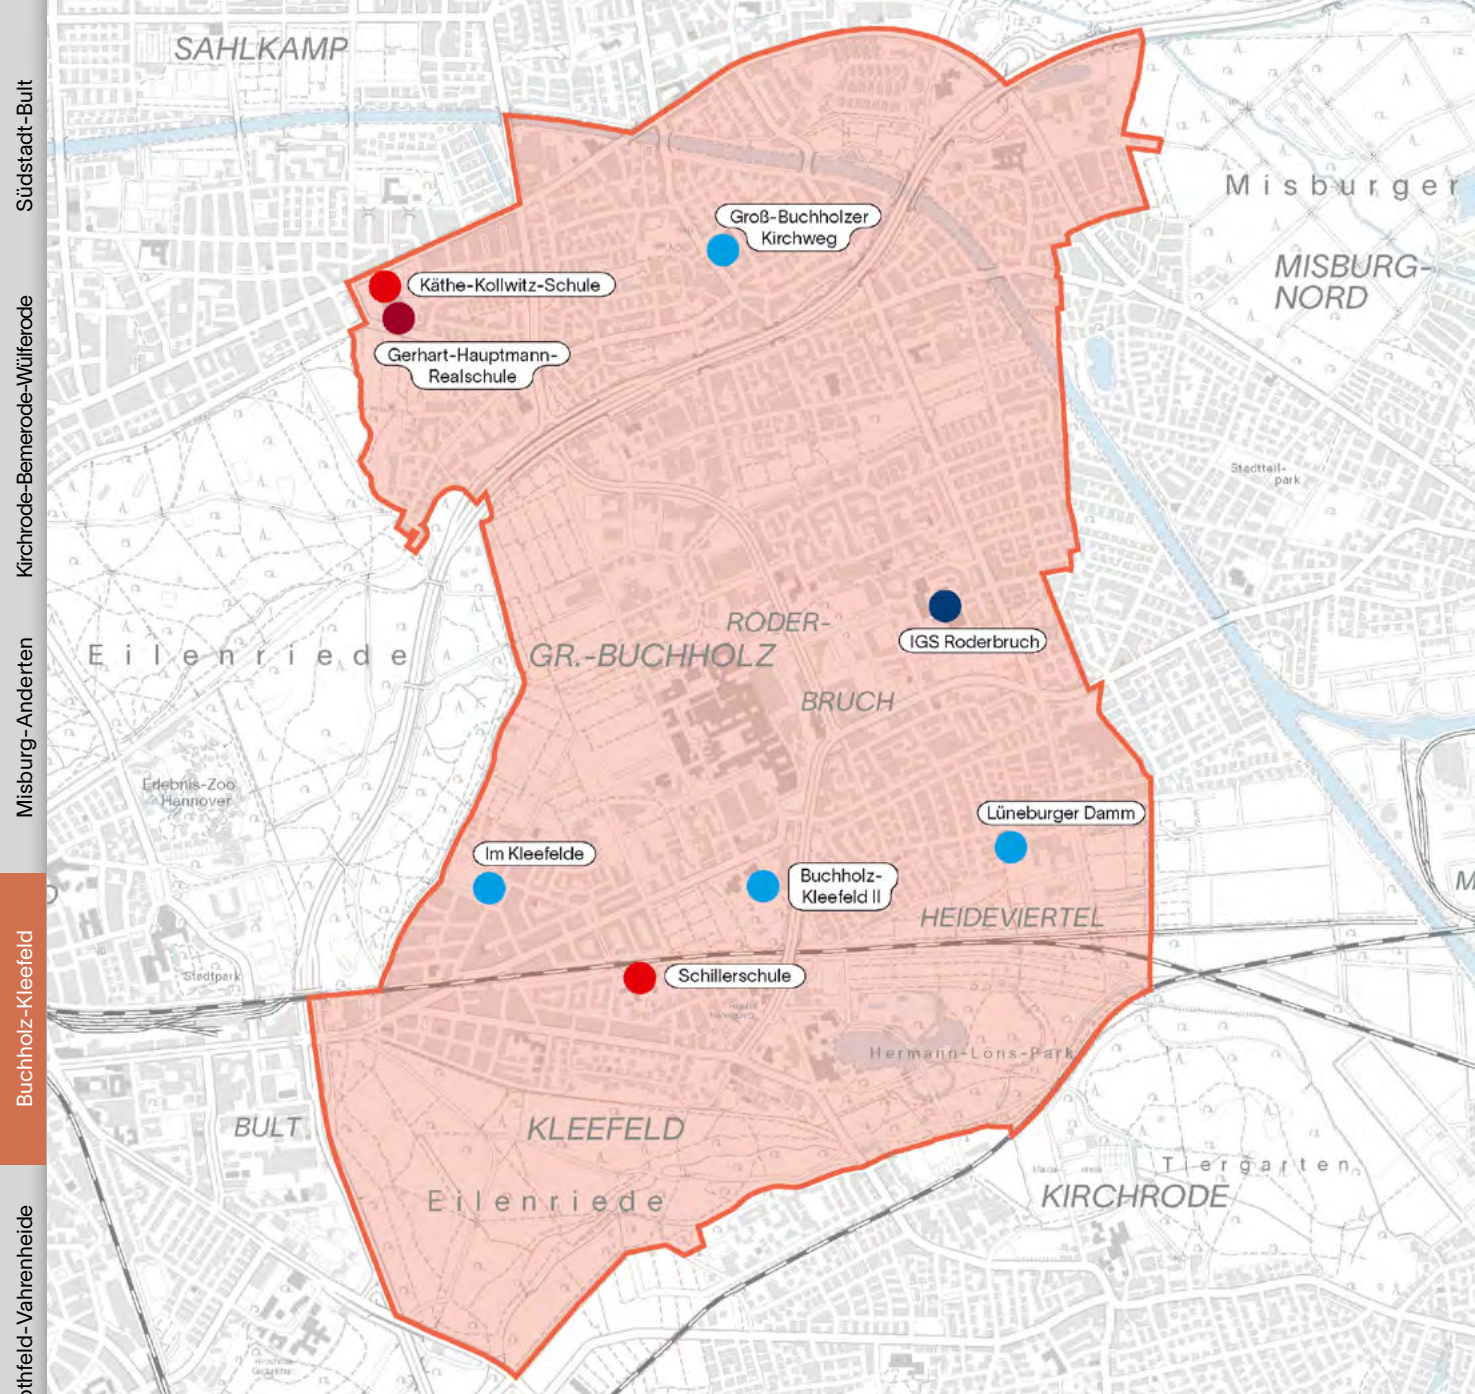 Südstadt-Bult
Kirchrode-Bemerode-Wülferode
Misburg-Anderten
Buchholz-Kleefeld
othfeld-Vahrenheide
SAHLKAMP
Misburger
MISBURG-
NORD
Groß-Buchholzer
Kirchweg
Käthe-Kollwitz-Schule
Gerhart-Hauptmann-
Realschule
Stadtteil-
park
RODER-
GR.-BUCHHOLZ
BRUCH
IGS Roderbruch
Eilenriede
Erlebnis-Zoo
Hannover
Lüneburger Damm
Im Kleefelde
Buchholz-
Kleefeld II
HEIDEVIERTEL
Stadtpark
Schillerschule
Hermann-Löns-Park
BULT
KLEEFELD
Eilenriede
Tiergarten
KIRCHRODE